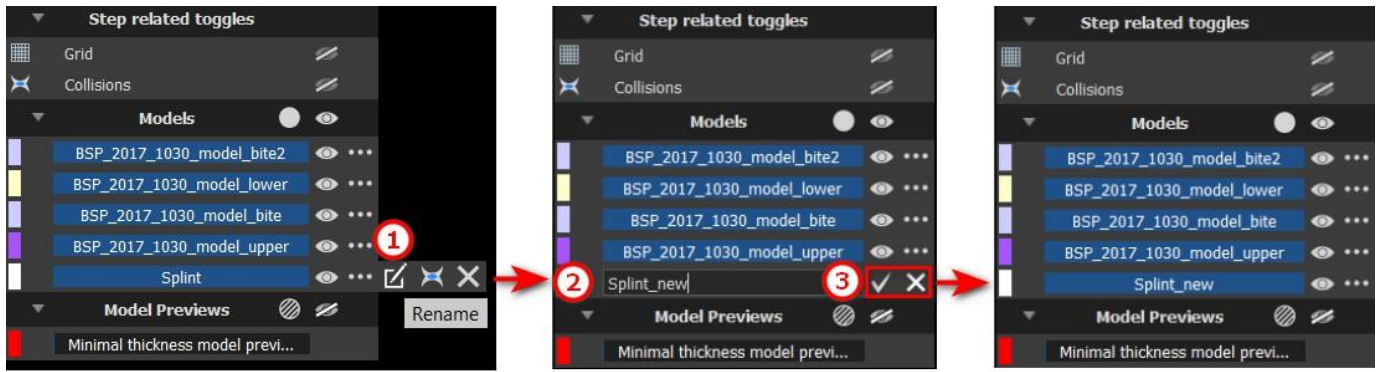 Step related toggles
Grid
Collisions
Models
BSP_2017_1030_model_bite2
BSP_2017_1030_model_lower
BSP_2017_1030_model_bite
BSP_2017_1030_model_upper
1
Splint
Rename
Model Previews
Minimal thickness model previ...
Step related toggles
Grid
Collisions
Models
BSP_2017_1030_model_bite2
BSP_2017_1030_model_lower
BSP_2017_1030_model_bite
BSP_2017_1030_model_upper
2
Splint_new
3
Model Previews
Minimal thickness model previ...
Step related toggles
Grid
Collisions
Models
BSP_2017_1030_model_bite2
BSP_2017_1030_model_lower
BSP_2017_1030_model_bite
BSP_2017_1030_model_upper
Splint_new
Model Previews
Minimal thickness model previ...